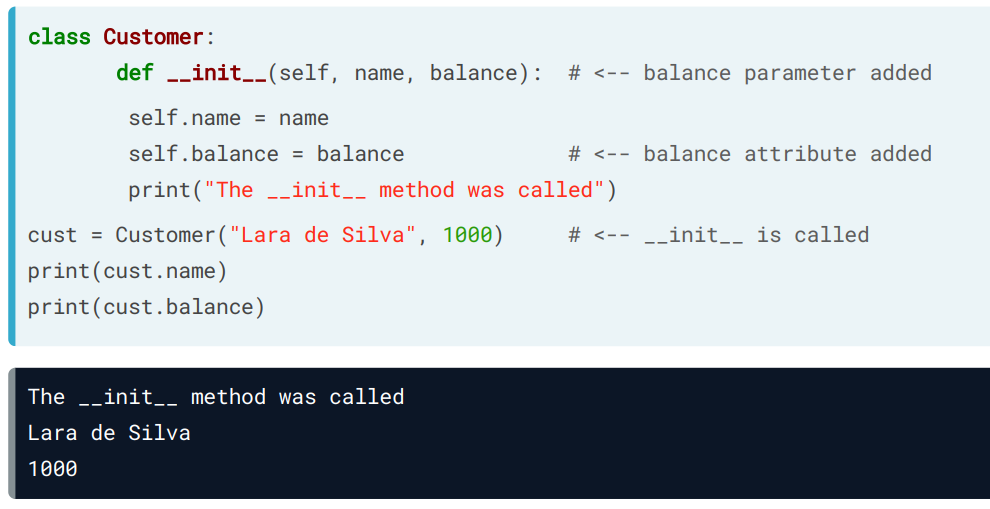 class Customer:
def __init__(self, name, balance):  # <-- balance parameter added
self.name = name
self.balance = balance             # <-- balance attribute added
print("The __init__ method was called")
cust = Customer("Lara de Silva", 1000)     # <-- __init__ is called
print(cust.name)
print(cust.balance)
The __init__ method was called
Lara de Silva
1000